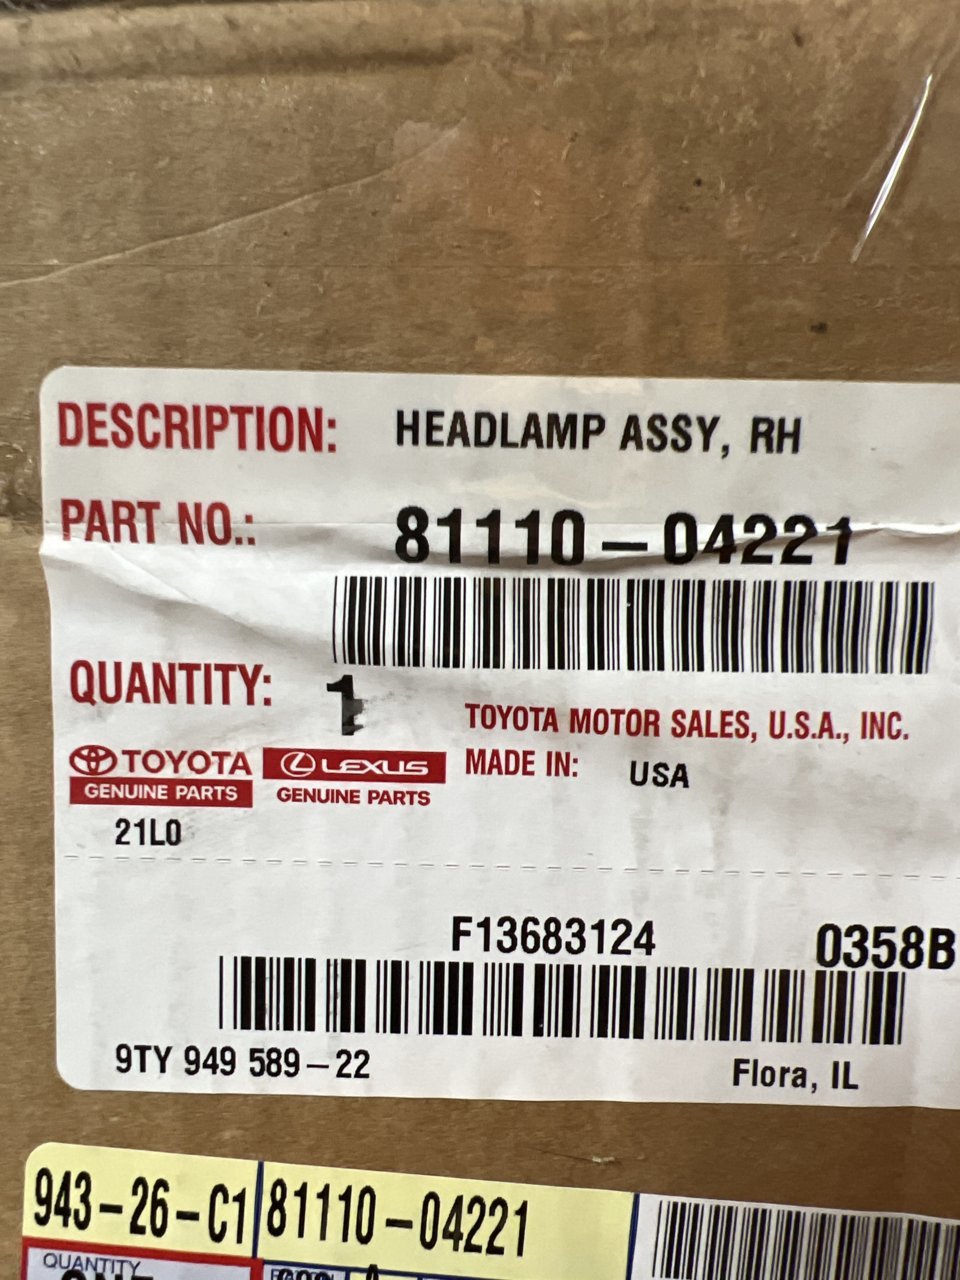 DESCRIPTION: HEADLAMP ASSY, RH
PART NO.: 81110-04221
QUANTITY: 1
TOYOTA MOTOR SALES, U.S.A., INC.
TOYOTA LEXUS MADE IN: USA
GENUINE PARTS GENUINE PARTS
21L0
F13683124 0358B
9TY 949 589-22 Flora, IL
943-26-C1 81110-04221
QUANTITY